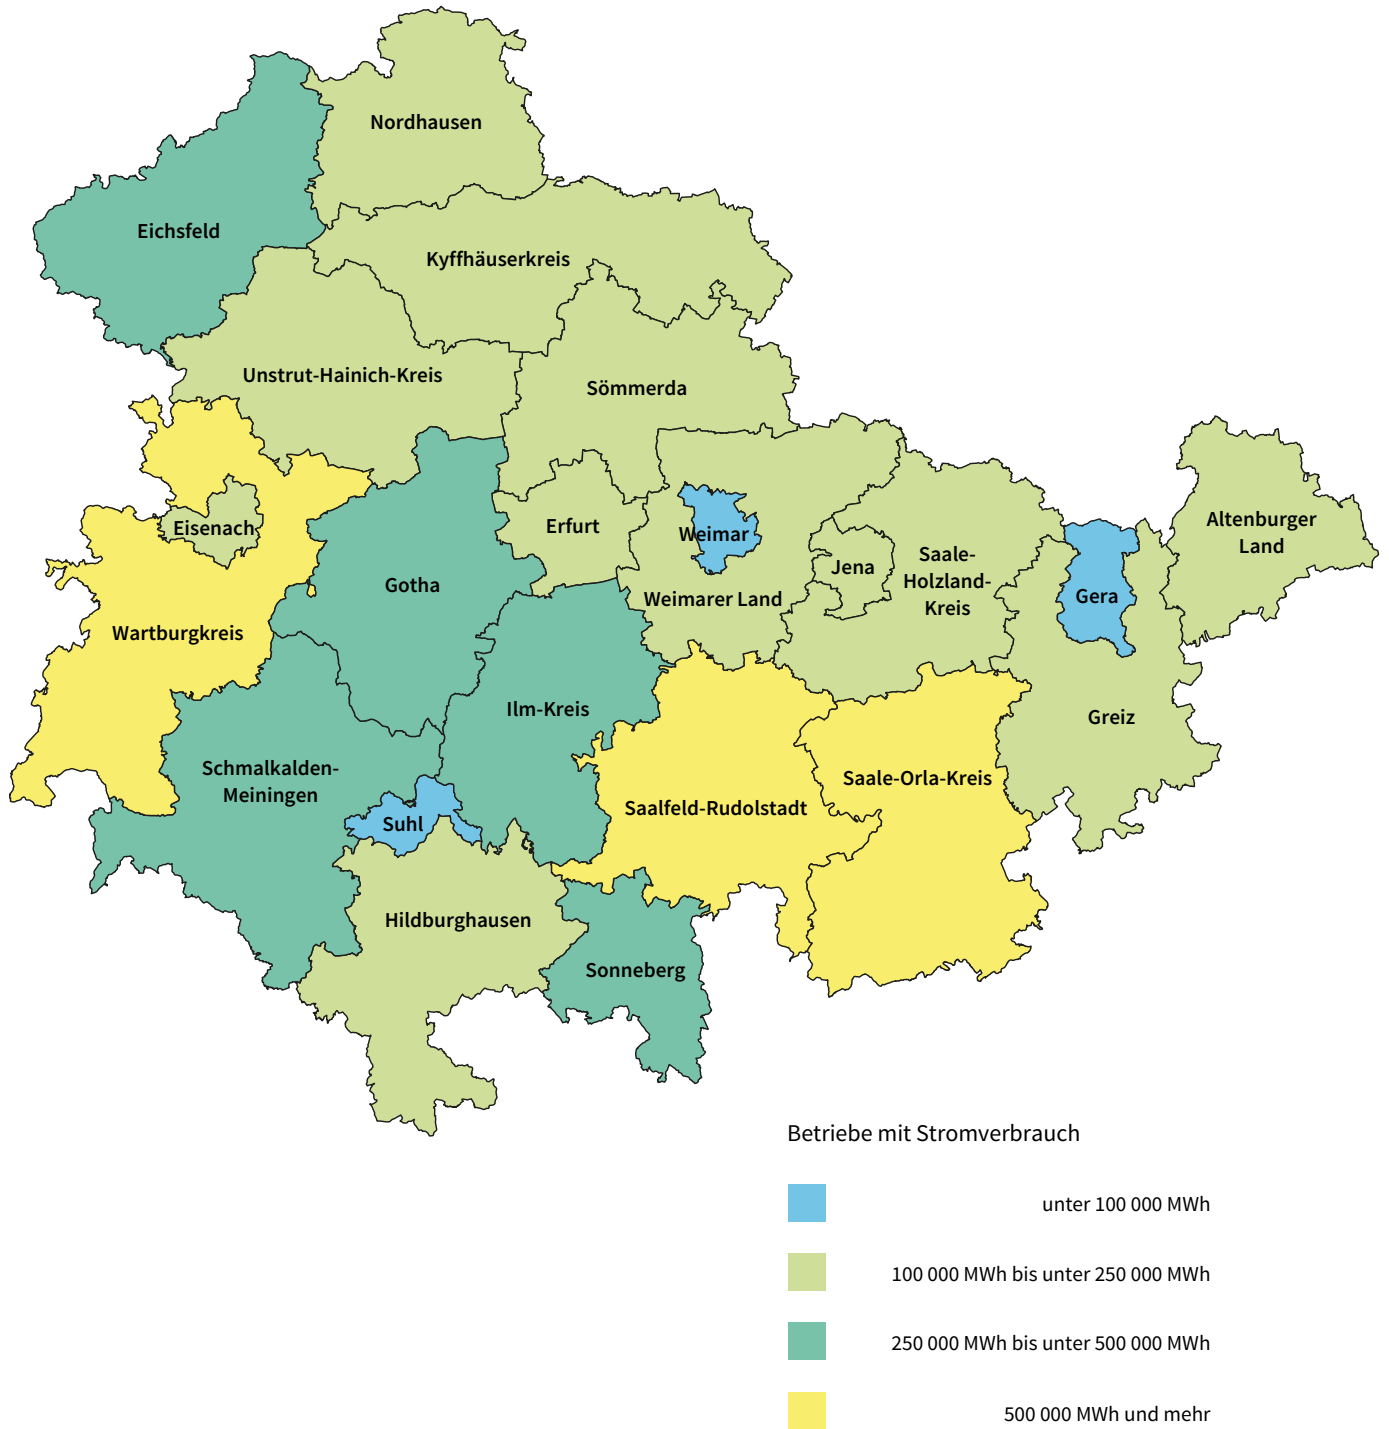 Nordhausen
Eichsfeld
Kyffhäuserkreis
Unstrut-Hainich-Kreis
Sömmerda
Eisenach
Erfurt
Weimar
Altenburger
Land
Gotha
Jena
Saale-
Holzland-
Kreis
Weimarer Land
Gera
Wartburgkreis
Ilm-Kreis
Greiz
Schmalkalden-
Meiningen
Saale-Orla-Kreis
Saalfeld-Rudolstadt
Suhl
Hildburghausen
Sonneberg
Betriebe mit Stromverbrauch
unter 100 000 MWh
100 000 MWh bis unter 250 000 MWh
250 000 MWh bis unter 500 000 MWh
500 000 MWh und mehr